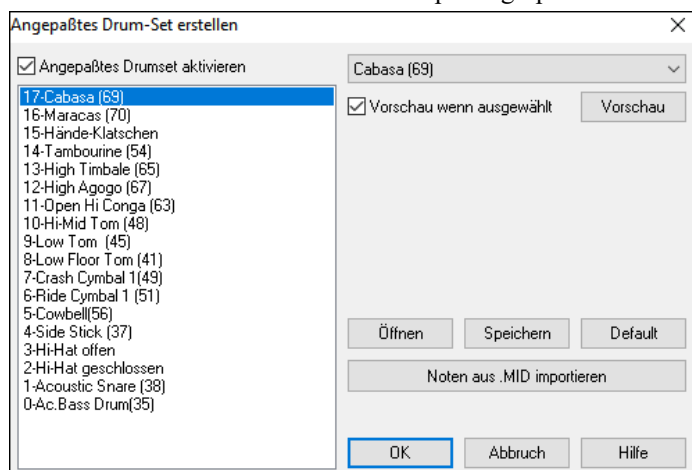 Angepaßtes Drum-Set erstellen
Angepaßtes Drumset aktivieren
17-Cabasa (69)
16-Maracas (70)
15-Hände-Klatschen
14-Tambourine (54)
13-High Timbale (65)
12-High Agogo (67)
11-Open Hi Conga (63)
10-Hi-Mid Tom (48)
9-Low Tom  (45)
8-Low Floor Tom (41)
7-Crash Cymbal 1(49)
6-Ride Cymbal 1 (51)
5-Cowbell(56)
4-Side Stick (37)
3-Hi-Hat offen
2-Hi-Hat geschlossen
1-Acoustic Snare (38)
0-Ac.Bass Drum(35)
Cabasa (69)
Vorschau wenn ausgewählt
Vorschau
Öffnen
Speichern
Default
Noten aus .MID importieren
OK
Abbruch
Hilfe